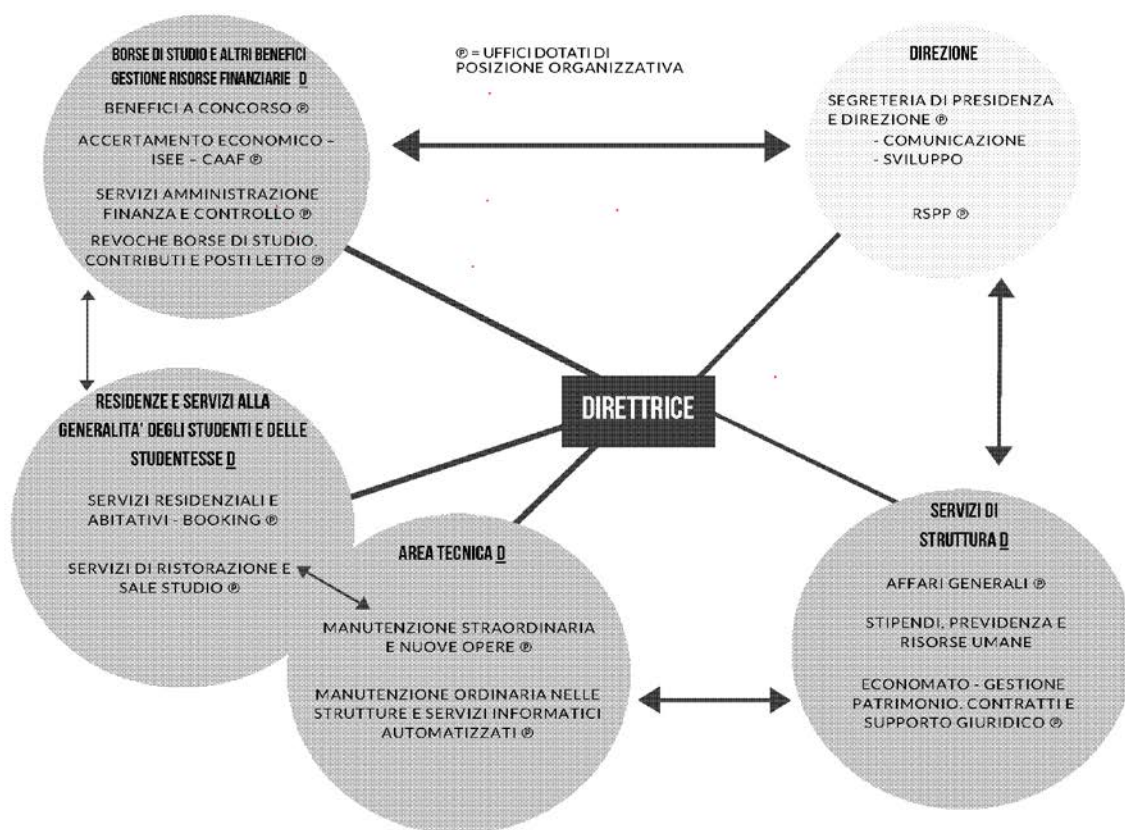 BORSE DI STUDIO E ALTRI BENEFICI
GESTIONE RISORSE FINANZIARIE D
BENEFICI A CONCORSO ℗
ACCERTAMENTO ECONOMICO –
ISEE – CAAF ℗
SERVIZI AMMINISTRAZIONE
FINANZA E CONTROLLO ℗
REVOCHE BORSE DI STUDIO,
CONTRIBUTI E POSTI LETTO ℗
℗ = UFFICI DOTATI DI
POSIZIONE ORGANIZZATIVA
DIREZIONE
SEGRETERIA DI PRESIDENZA
E DIREZIONE ℗
- COMUNICAZIONE
- SVILUPPO
RSPP ℗
DIRETTRICE
RESIDENZE E SERVIZI ALLA
GENERALITA' DEGLI STUDENTI E DELLE
STUDENTESSE D
SERVIZI RESIDENZIALI E
ABITATIVI - BOOKING ℗
SERVIZI DI RISTORAZIONE E
SALE STUDIO ℗
AREA TECNICA D
MANUTENZIONE STRAORDINARIA
E NUOVE OPERE ℗
MANUTENZIONE ORDINARIA NELLE
STRUTTURE E SERVIZI INFORMATICI
AUTOMATIZZATI ℗
SERVIZI DI
STRUTTURA D
AFFARI GENERALI ℗
STIPENDI, PREVIDENZA E
RISORSE UMANE
ECONOMATO - GESTIONE
PATRIMONIO, CONTRATTI E
SUPPORTO GIURIDICO ℗